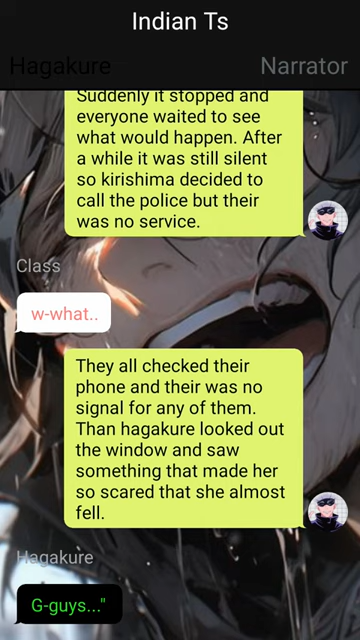 Indian Ts
Hagakure
Narrator
Suddenly it stopped and
everyone waited to see
what would happen. After
a while it was still silent
so kirishima decided to
call the police but their
was no service.
Class
w-what..
They all checked their
phone and their was no
signal for any of them.
Than hagakure looked out
the window and saw
something that made her
so scared that she almost
fell.
Hagakure
G-guys..."